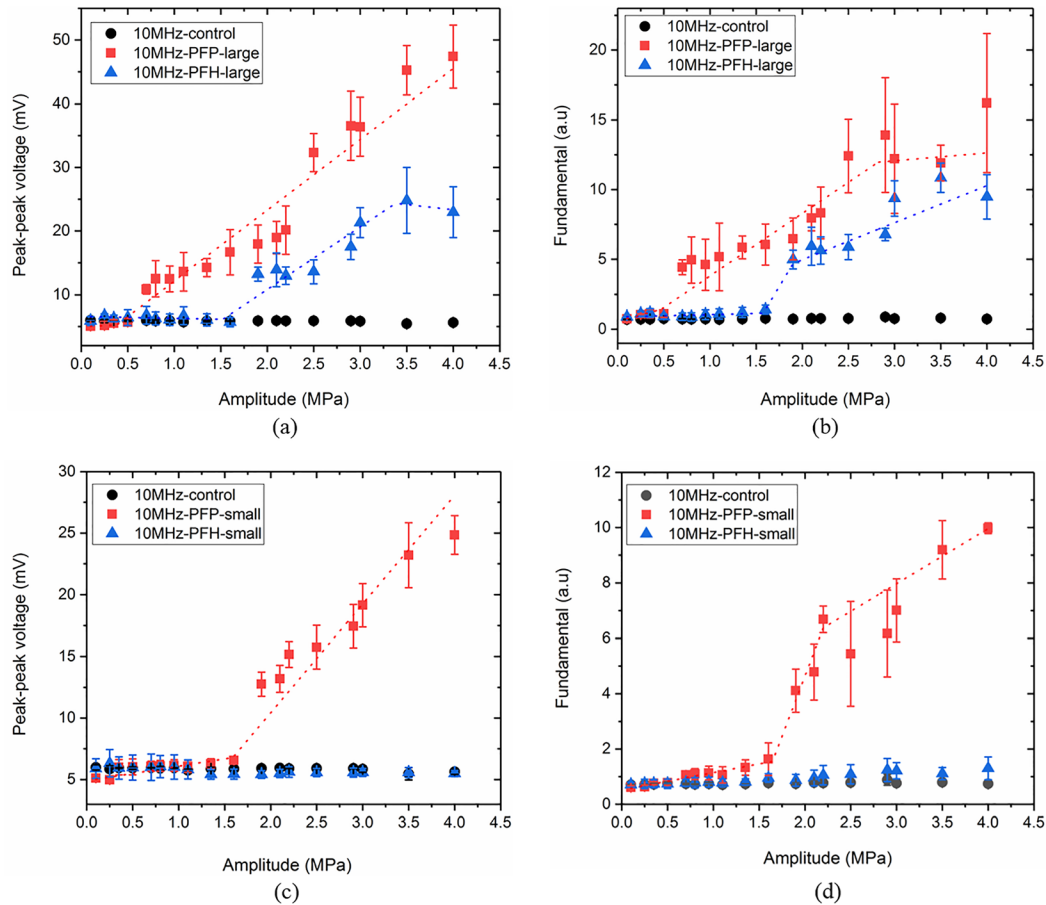 10MHz-control
10MHz-PFP-large
10MHz-PFH-large
50
40
30
20
10
Peak-peak voltage (mV)
0.0 0.5 1.0 1.5 2.0 2.5 3.0 3.5 4.0 4.5
Amplitude (MPa)
(a)
10MHz-control
10MHz-PFP-large
10MHz-PFH-large
20
15
10
5
0
Fundamental (a.u)
0.0 0.5 1.0 1.5 2.0 2.5 3.0 3.5 4.0 4.5
Amplitude (MPa)
(b)
10MHz-control
10MHz-PFP-small
10MHz-PFH-small
30
25
20
15
10
5
Peak-peak voltage (mV)
0.0 0.5 1.0 1.5 2.0 2.5 3.0 3.5 4.0 4.5
Amplitude (MPa)
(c)
10MHz-control
10MHz-PFP-small
10MHz-PFH-small
12
10
8
6
4
2
0
Fundamental (a.u)
0.0 0.5 1.0 1.5 2.0 2.5 3.0 3.5 4.0 4.5
Amplitude (MPa)
(d)